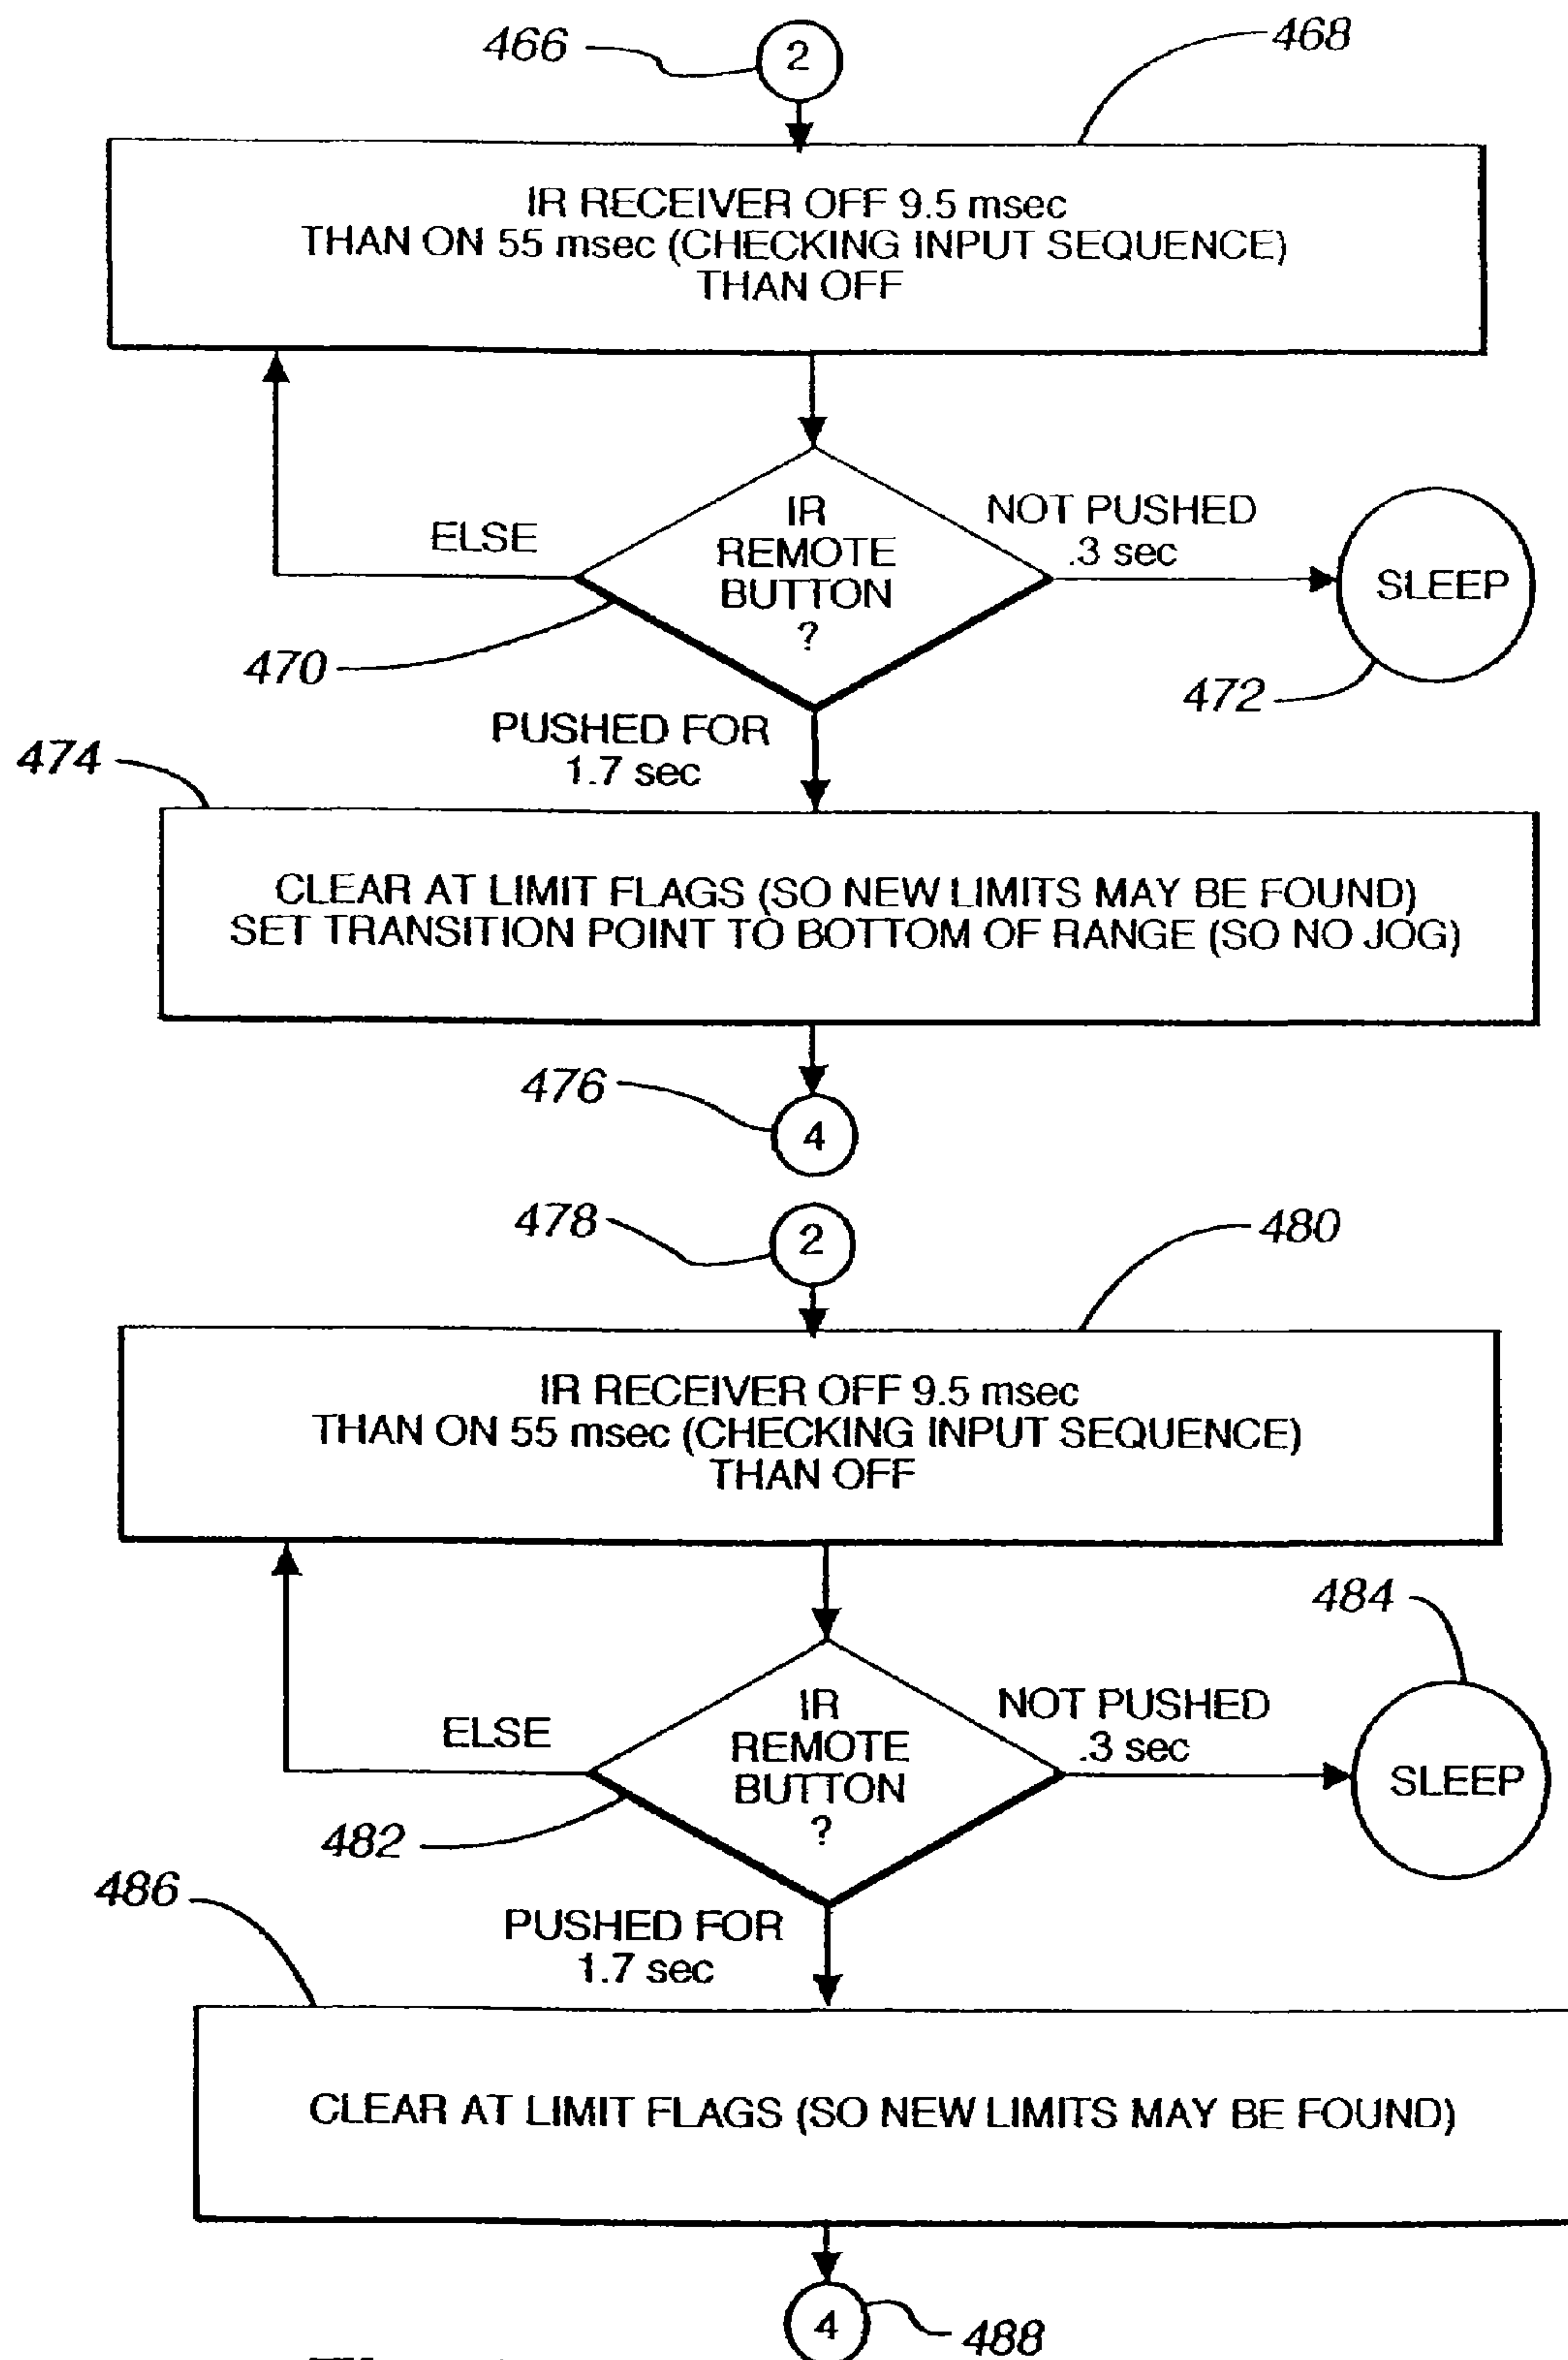 466
2
468
IR RECEIVER OFF 9.5 msec
THAN ON 55 msec (CHECKING INPUT SEQUENCE)
THAN OFF
ELSE
IR
REMOTE
BUTTON
?
NOT PUSHED
.3 sec
SLEEP
470
472
PUSHED FOR
1.7 sec
474
CLEAR AT LIMIT FLAGS (SO NEW LIMITS MAY BE FOUND)
SET TRANSITION POINT TO BOTTOM OF RANGE (SO NO JOG)
476
4
478
2
480
IR RECEIVER OFF 9.5 msec
THAN ON 55 msec (CHECKING INPUT SEQUENCE)
THAN OFF
484
ELSE
IR
REMOTE
BUTTON
?
NOT PUSHED
.3 sec
SLEEP
482
486
PUSHED FOR
1.7 sec
CLEAR AT LIMIT FLAGS (SO NEW LIMITS MAY BE FOUND)
4
488